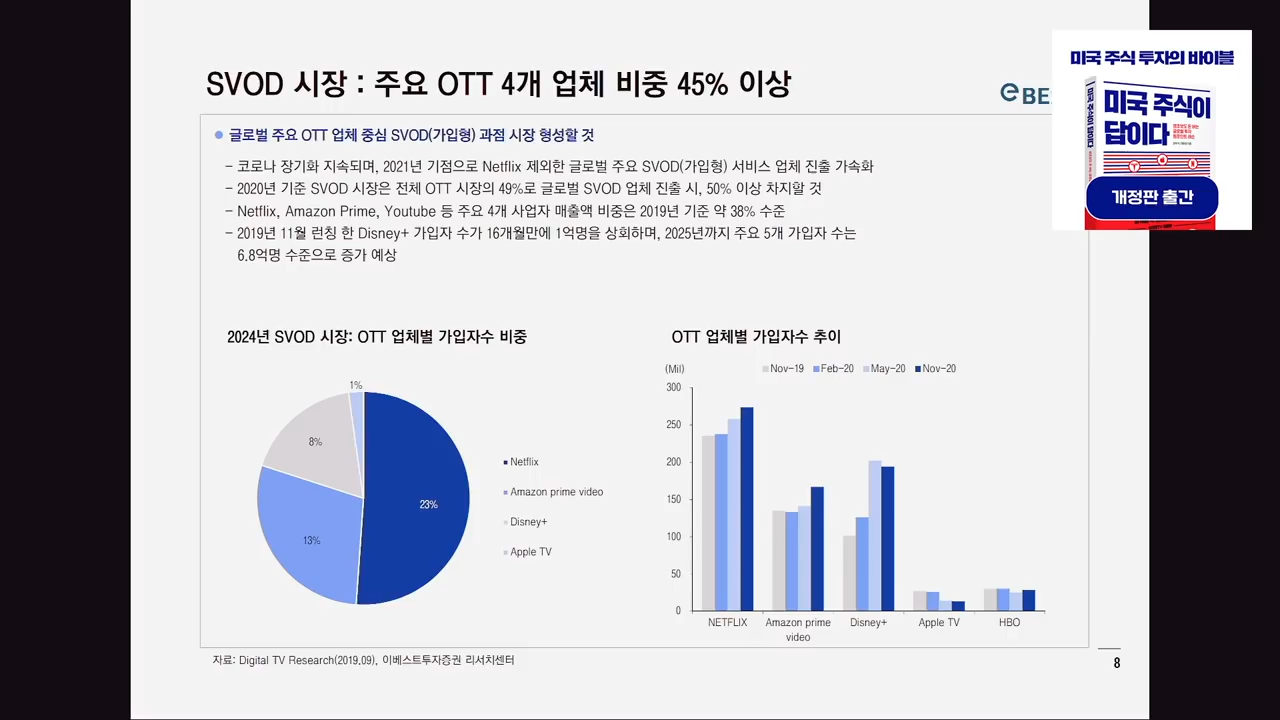 SVOD 시장 : 주요 OTT 4개 업체 비중 45% 이상
eBE
미국 주식 투자의 바이블
미국 주식이 답이다
미국 주식이
답이다
개정판 출간
글로벌 주요 OTT 업체 중심 SVOD(가입형) 과점 시장 형성할 것
– 코로나 장기화 지속되며, 21년 기점으로 Netflix 제외한 글로벌 주요 SVOD(가입형) 서비스 업체 진출 가속화
– 2020년 기준 SVOD 시장은 전체 OTT 시장의 49%로 글로벌 SVOD 업체 진출 시, 50% 이상 차지할 것
– Netflix, Amazon Prime, Youtube 등 주요 4개 사업자 매출액 비중은 2019년 기준 약 38% 수준
– 2019년 11월 런칭 한 Disney+ 가입자 수가 16개월만에 1억명을 상회하며, 2025년까지 주요 5개 가입자 수는
6.8억명 수준으로 증가 예상
2024년 SVOD 시장: OTT 업체별 가입자수 비중
1%
8%
23%
13%
Netflix
Amazon prime video
Disney+
Apple TV
OTT 업체별 가입자수 추이
(Mil)
Nov-19 Feb-20 May-20 Nov-20
300
250
200
150
100
50
0
NETFLIX Amazon prime video Disney+ Apple TV HBO
자료: Digital TV Research(2019.09), 이베스트투자증권 리서치센터
8